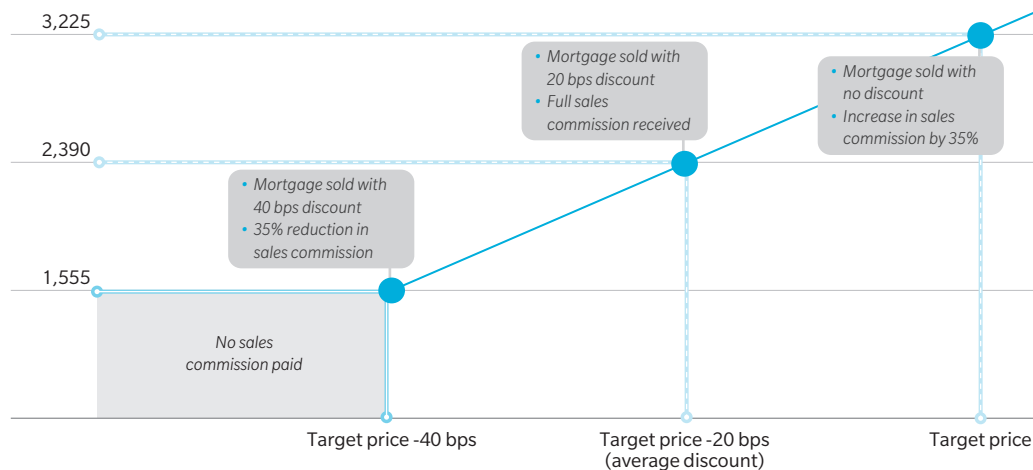 3,225
• Mortgage sold with
20 bps discount
• Full sales
commission received
• Mortgage sold with
no discount
• Increase in sales
commission by 35%
2,390
• Mortgage sold with
40 bps discount
• 35% reduction in
sales commission
1,555
No sales
commission paid
Target price -40 bps
Target price -20 bps
(average discount)
Target price